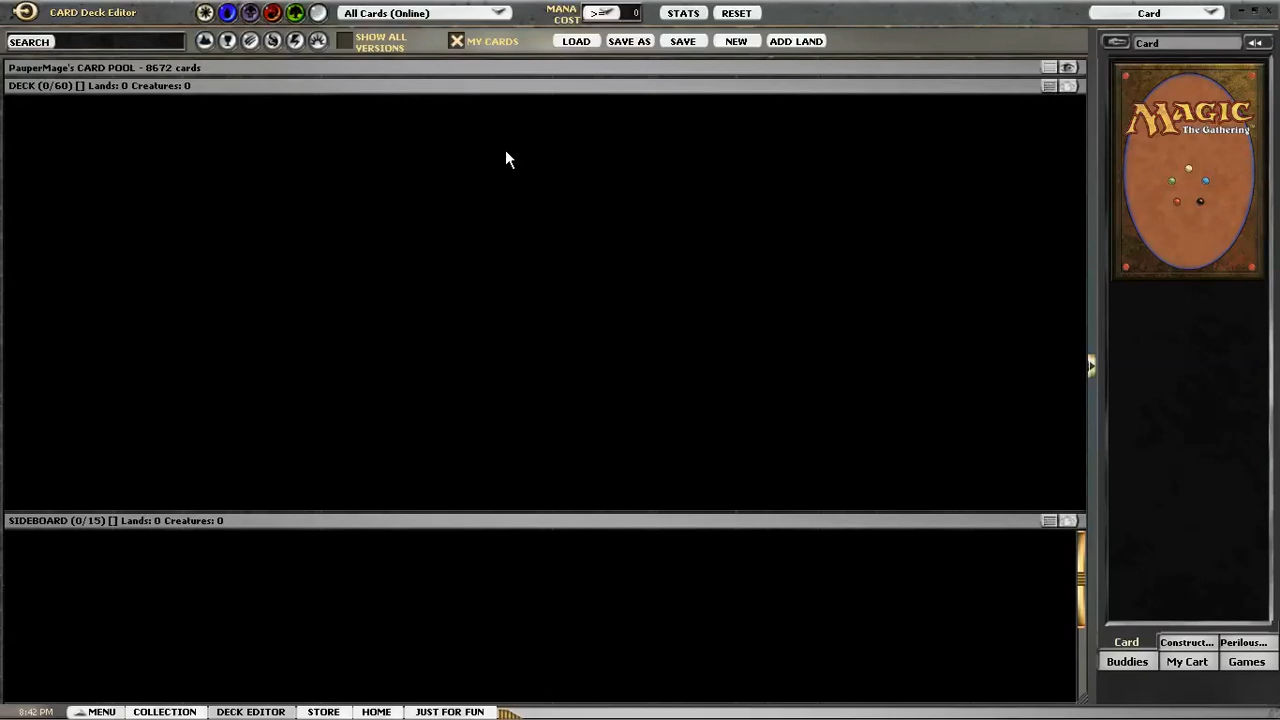 CARD Deck Editor
All Cards (Online)
MANA COST
>=
0
STATS
RESET
Card
SEARCH
SHOW ALL VERSIONS
MY CARDS
LOAD
SAVE AS
SAVE
NEW
ADD LAND
Card
PauperMage's CARD POOL - 8672 cards
DECK (0/60) [] Lands: 0 Creatures: 0
MAGIC
The Gathering
SIDEBOARD (0/15) [] Lands: 0 Creatures: 0
Card
Construct...
Perilous...
Buddies
My Cart
Games
8:42 PM
MENU
COLLECTION
DECK EDITOR
STORE
HOME
JUST FOR FUN